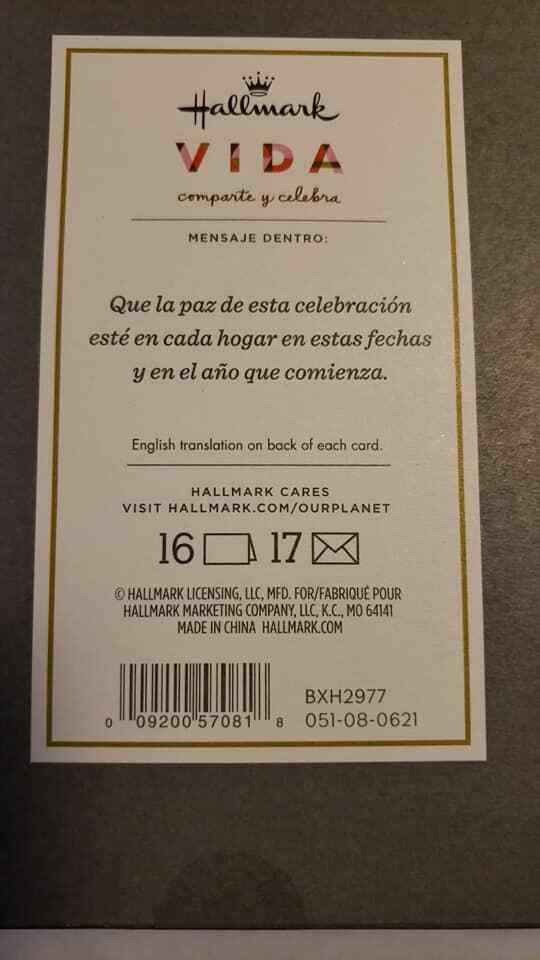 Hallmark
VIDA
comparte y celebra
MENSAJE DENTRO:
Que la paz de esta celebración
esté en cada hogar en estas fechas
y en el año que comienza.
English translation on back of each card.
HALLMARK CARES
VISIT HALLMARK.COM/OURPLANET
16 17
© HALLMARK LICENSING, LLC, MFD. FOR/FABRIQUÉ POUR
HALLMARK MARKETING COMPANY, LLC, K.C., MO 64141
MADE IN CHINA HALLMARK.COM
0 09200 57081 8
BXH2977
051-08-0621